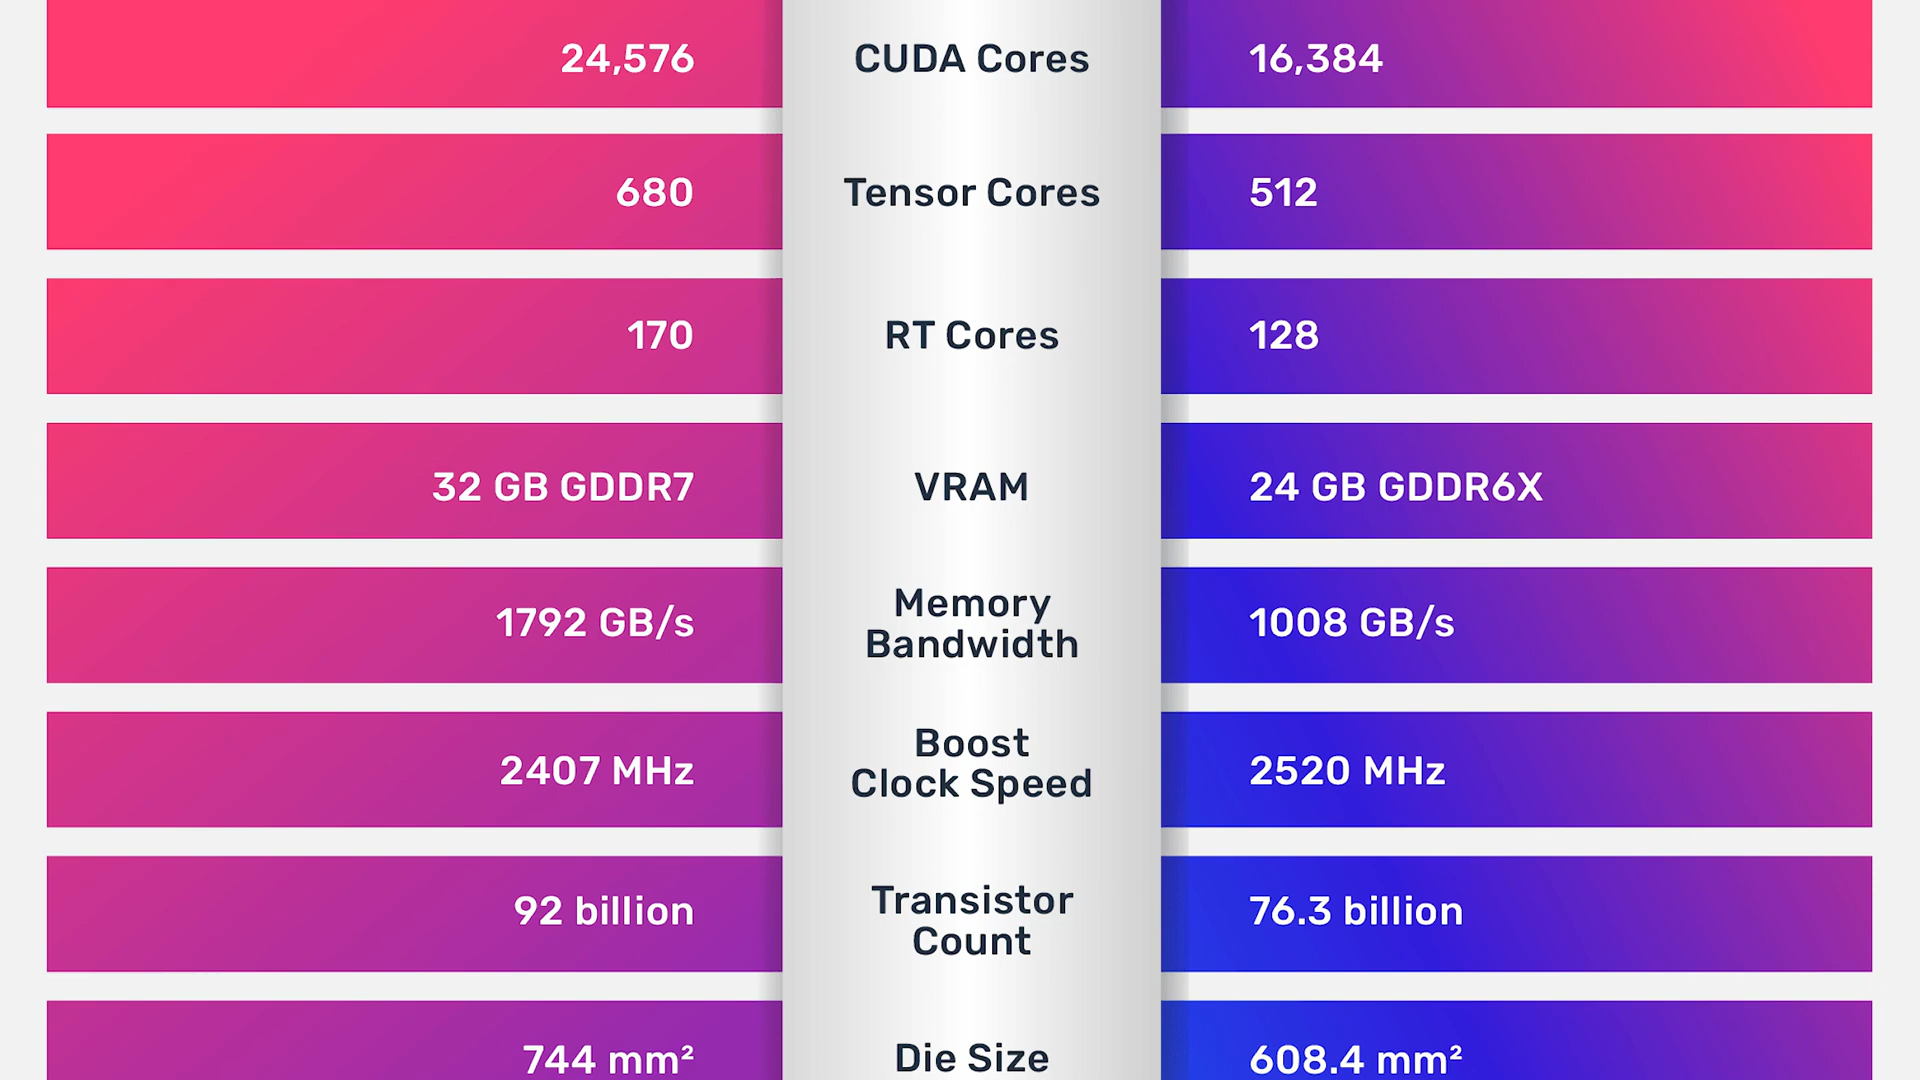 24,576 CUDA Cores 16,384
680 Tensor Cores 512
170 RT Cores 128
32 GB GDDR7 VRAM 24 GB GDDR6X
1792 GB/s Memory Bandwidth 1008 GB/s
2407 MHz Boost Clock Speed 2520 MHz
92 billion Transistor Count 76.3 billion
744 mm² Die Size 608.4 mm²